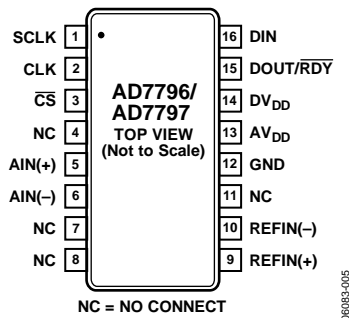 SCLK 1
CLK 2
C̅S̅ 3
NC 4
AIN(+) 5
AIN(–) 6
NC 7
NC 8
AD7796/
AD7797
TOP VIEW
(Not to Scale)
16 DIN
15 DOUT/R̅D̅Y̅
14 DVDD
13 AVDD
12 GND
11 NC
10 REFIN(–)
9 REFIN(+)
NC = NO CONNECT
06083-005